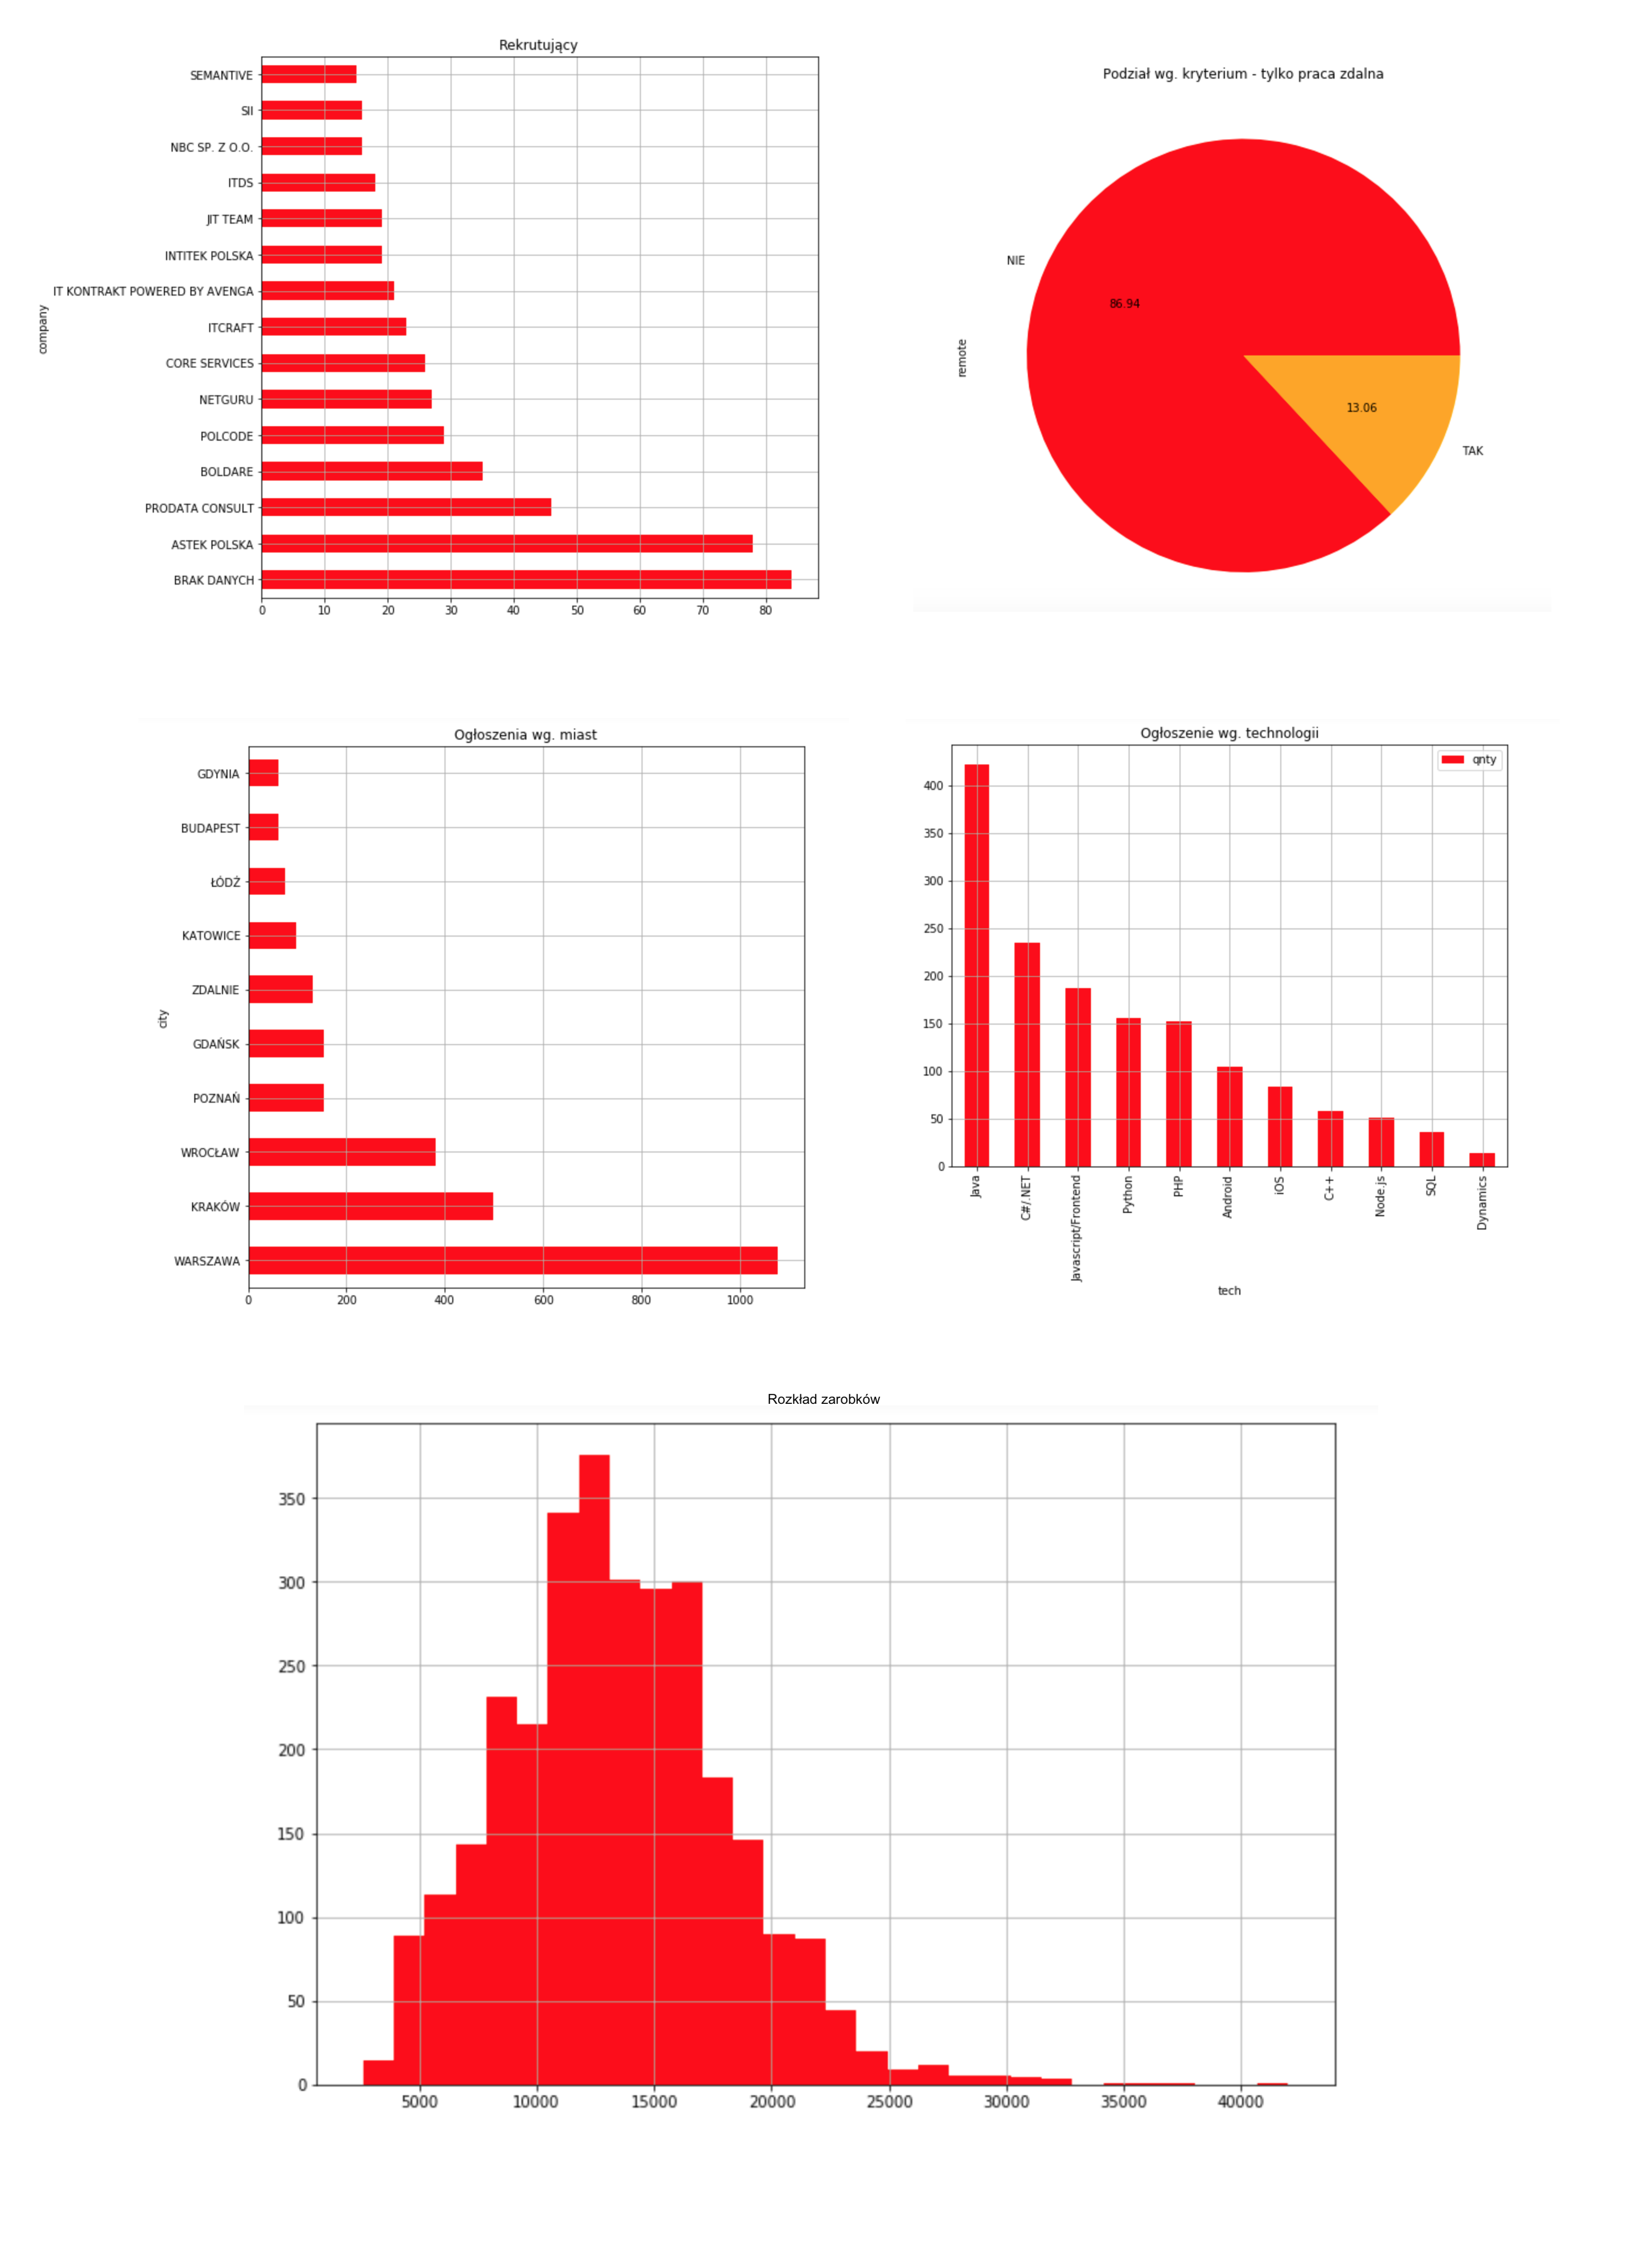 Rekrutujący
SEMANTIVE
SII
NBC SP. Z O.O.
ITDS
JIT TEAM
INTITEK POLSKA
IT KONTRAKT POWERED BY AVENGA
ITCRAFT
CORE SERVICES
NETGURU
POLCODE
BOLDARE
PRODATA CONSULT
ASTEK POLSKA
BRAK DANYCH
company
0 10 20 30 40 50 60 70 80
Podział wg. kryterium - tylko praca zdalna
NIE
86.94
remote
13.06
TAK
Ogłoszenia wg. miast
GDYNIA
BUDAPEST
ŁÓDŹ
KATOWICE
ZDALNIE
GDAŃSK
POZNAŃ
WROCŁAW
KRAKÓW
WARSZAWA
city
0 200 400 600 800 1000
Ogłoszenie wg. technologii
qnty
400
350
300
250
200
150
100
50
0
Java
C#/.NET
Javascript/Frontend
Python
PHP
Android
iOS
C++
Node.js
SQL
Dynamics
tech
Rozkład zarobków
350
300
250
200
150
100
50
0
5000 10000 15000 20000 25000 30000 35000 40000